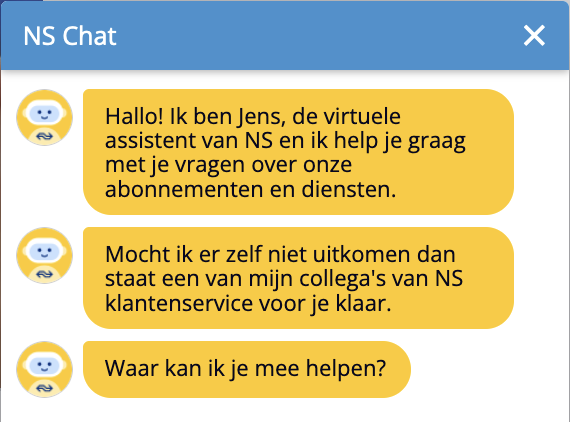 NS Chat
Hallo! Ik ben Jens, de virtuele
assistent van NS en ik help je graag
met je vragen over onze
abonnementen en diensten.
Mocht ik er zelf niet uitkomen dan
staat een van mijn collega's van NS
klantenservice voor je klaar.
Waar kan ik je mee helpen?